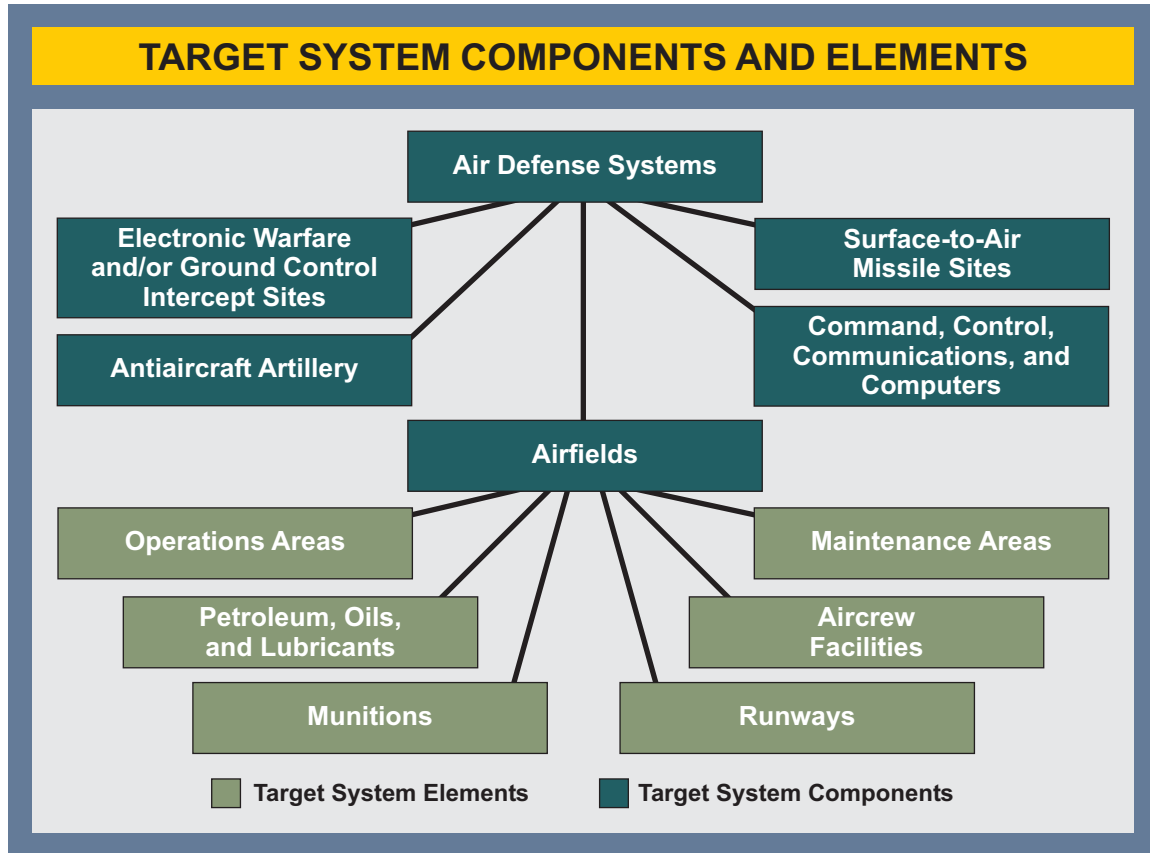 TARGET SYSTEM COMPONENTS AND ELEMENTS
Air Defense Systems
Electronic Warfare
and/or Ground Control
Intercept Sites
Surface-to-Air
Missile Sites
Antiaircraft Artillery
Command, Control,
Communications, and
Computers
Airfields
Operations Areas
Maintenance Areas
Petroleum, Oils,
and Lubricants
Aircrew
Facilities
Munitions
Runways
Target System Elements
Target System Components